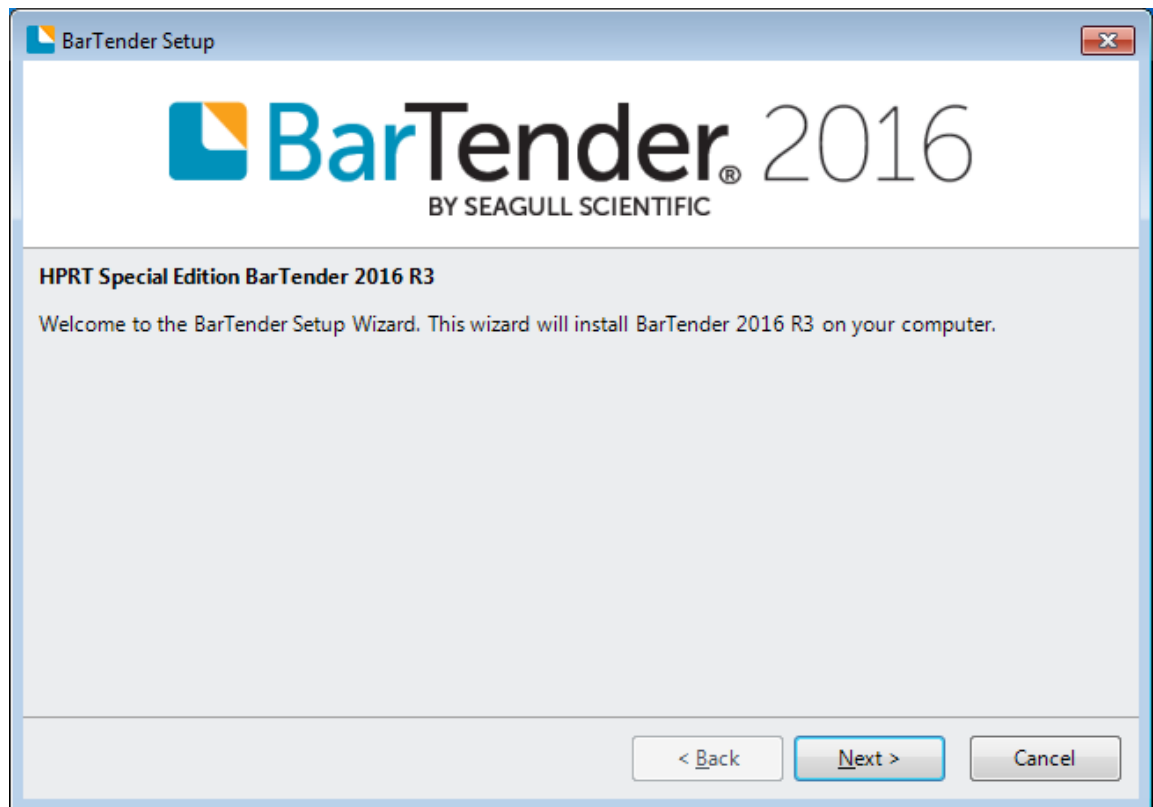 BarTender Setup
BarTender® 2016
BY SEAGULL SCIENTIFIC
HPRT Special Edition BarTender 2016 R3
Welcome to the BarTender Setup Wizard. This wizard will install BarTender 2016 R3 on your computer.
< Back Next > Cancel